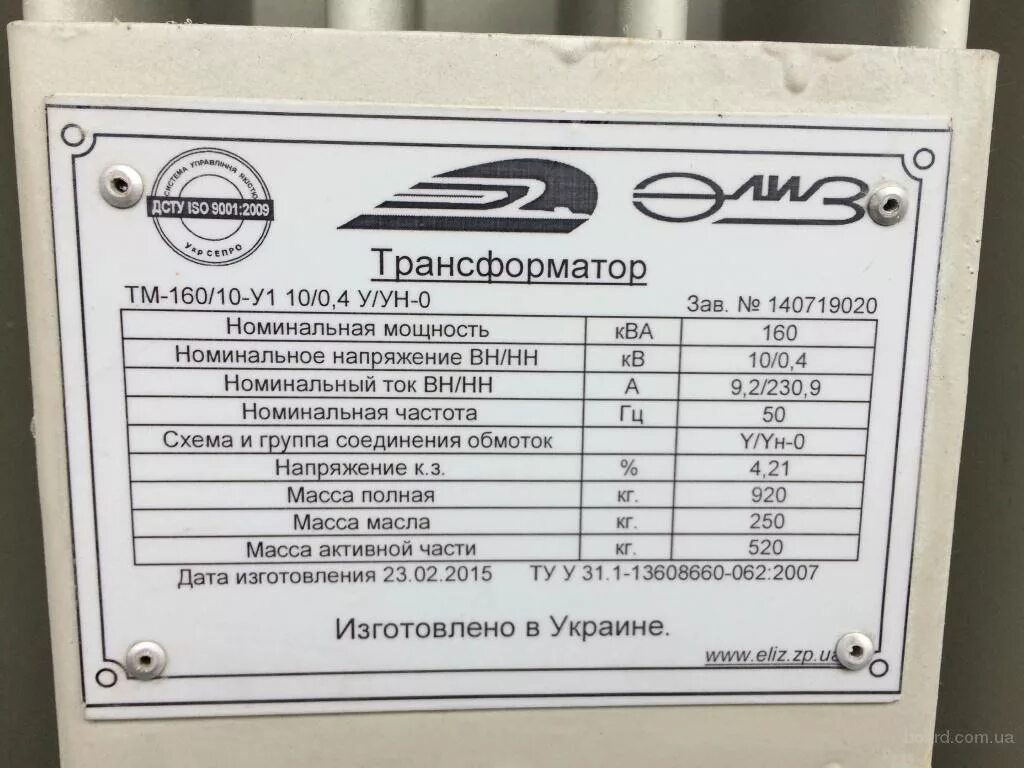 СИСТЕМА УПРАВЛІННЯ ЯКІСТЮ
ДСТУ ISO 9001:2009
УкрСЕПРО
ЭЛИЗ
Трансформатор
ТМ-160/10-У1 10/0,4 У/УН-0
Зав. № 140719020
Номинальная мощность кВА 160
Номинальное напряжение ВН/НН кВ 10/0,4
Номинальный ток ВН/НН А 9,2/230,9
Номинальная частота Гц 50
Схема и группа соединения обмоток Y/Yн-0
Напряжение к.з. % 4,21
Масса полная кг. 920
Масса масла кг. 250
Масса активной части кг. 520
Дата изготовления 23.02.2015 ТУ У 31.1-13608660-062:2007
Изготовлено в Украине.
www.eliz.zp.ua
board.com.ua